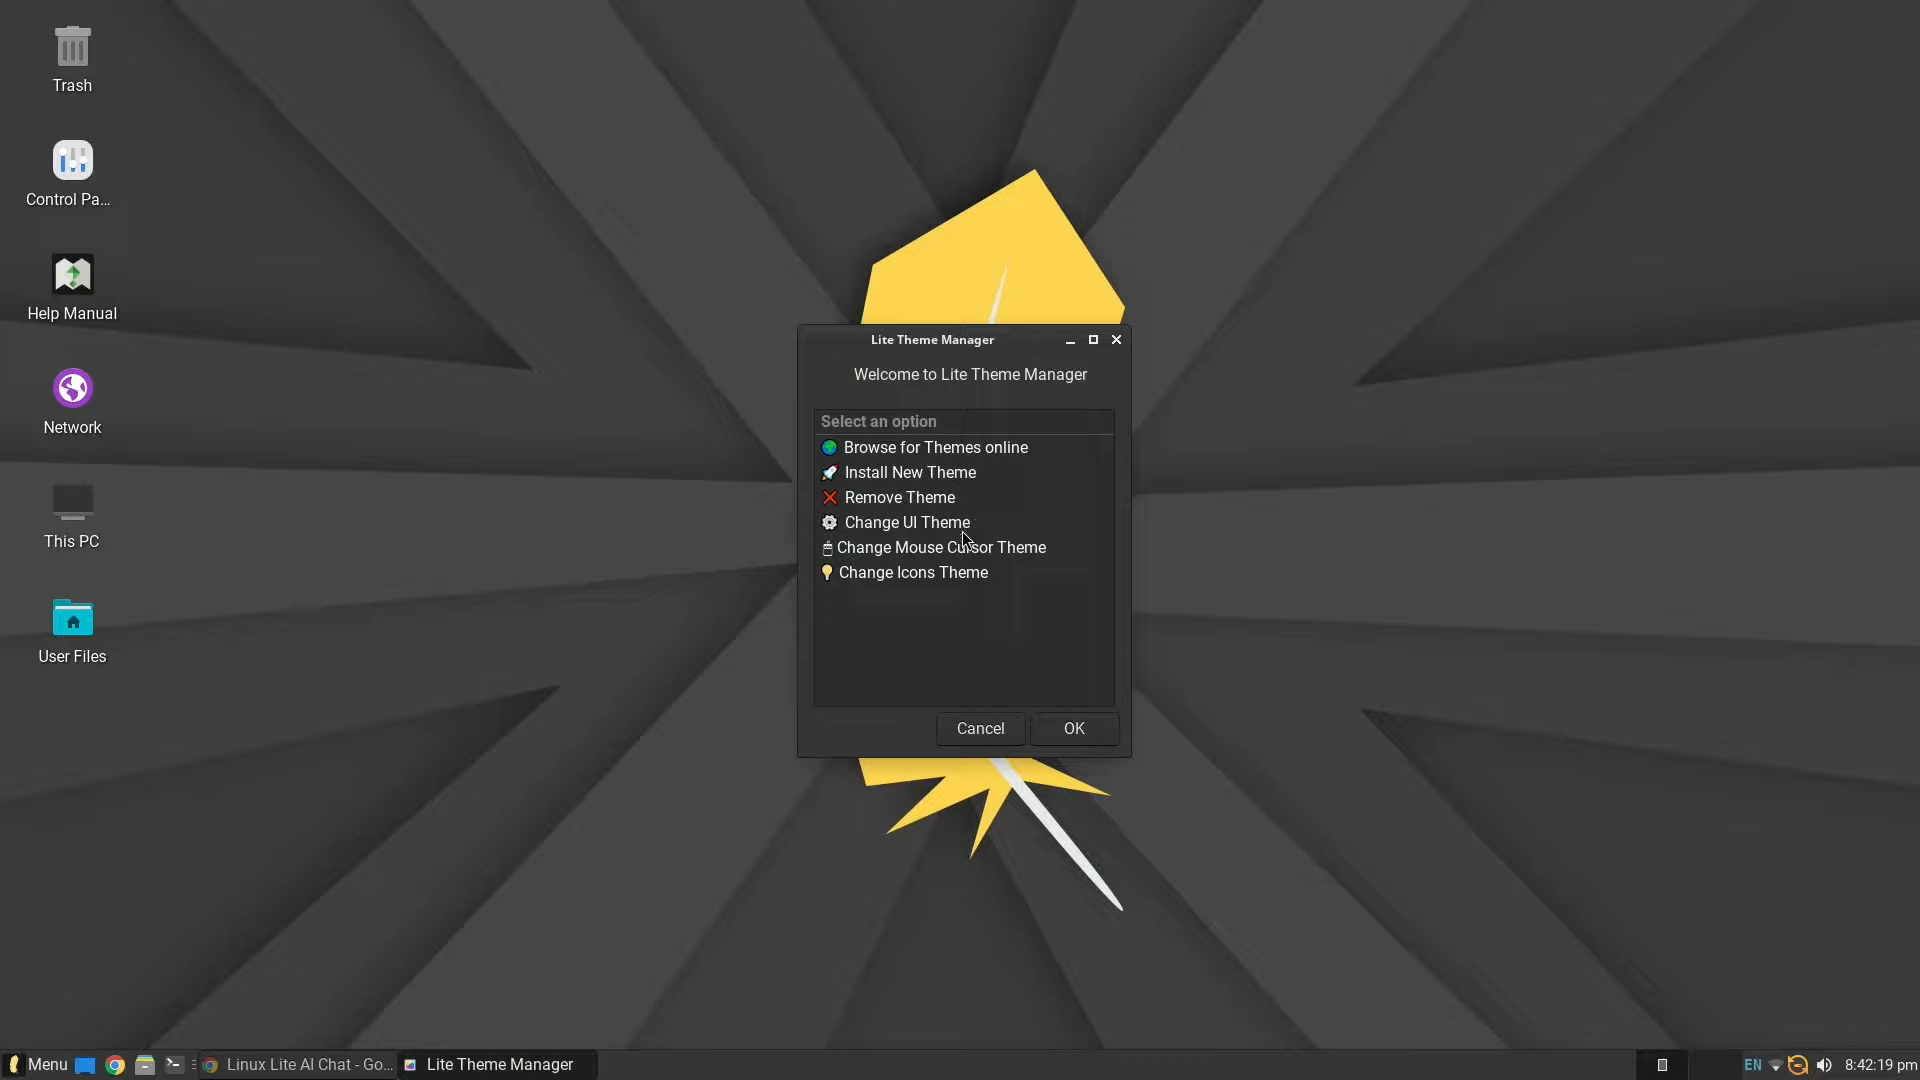 Trash
Control Pa...
Help Manual
Network
This PC
User Files
Lite Theme Manager
Welcome to Lite Theme Manager
Select an option
Browse for Themes online
Install New Theme
Remove Theme
Change UI Theme
Change Mouse Cursor Theme
Change Icons Theme
Cancel OK
Menu Linux Lite AI Chat - Go... Lite Theme Manager EN 8:42:19 pm